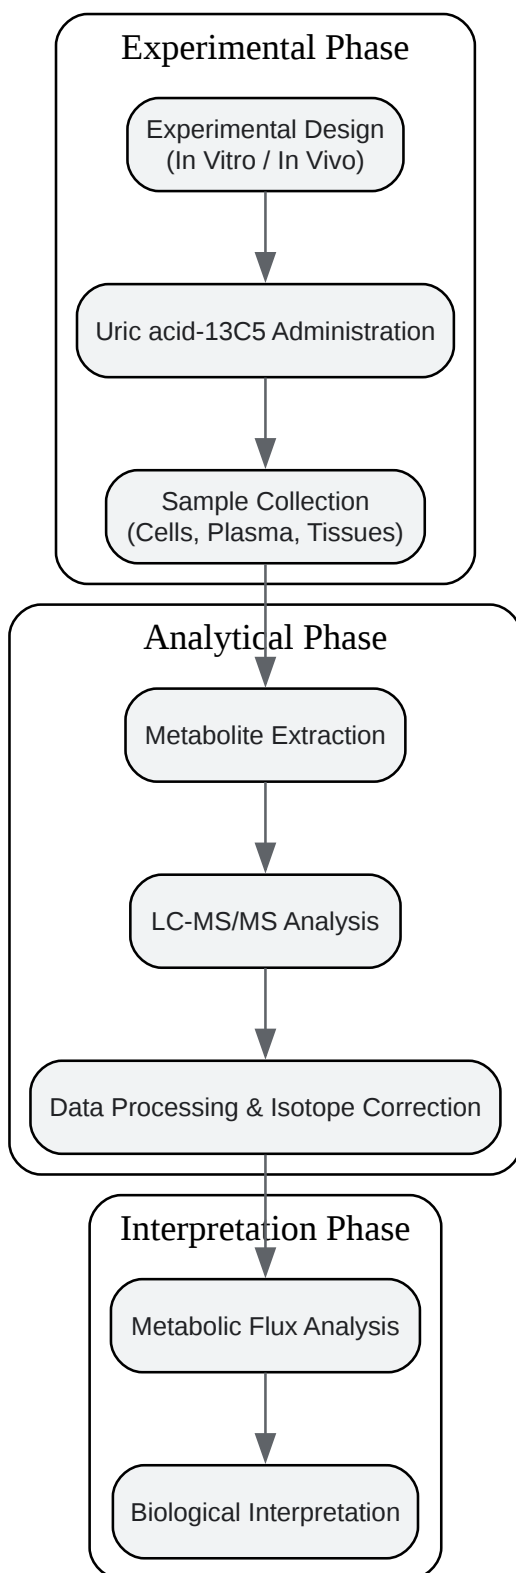 Experimental Phase
Experimental Design
(In Vitro / In Vivo)
Uric acid-13C5 Administration
Sample Collection
(Cells, Plasma, Tissues)
Analytical Phase
Metabolite Extraction
LC-MS/MS Analysis
Data Processing & Isotope Correction
Interpretation Phase
Metabolic Flux Analysis
Biological Interpretation